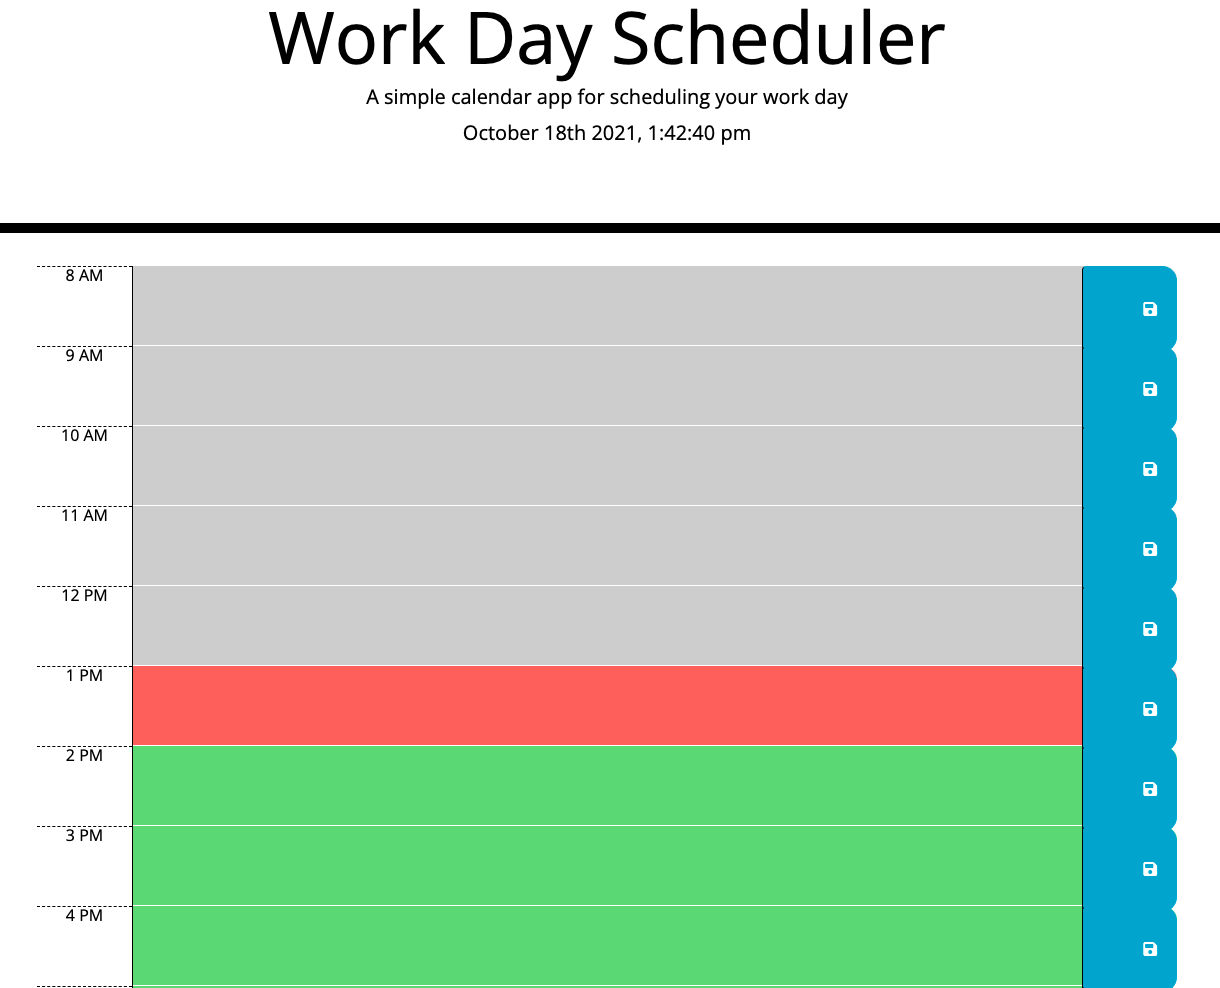 Work Day Scheduler
A simple calendar app for scheduling your work day
October 18th 2021, 1:42:40 pm
8 AM
9 AM
10 AM
11 AM
12 PM
1 PM
2 PM
3 PM
4 PM